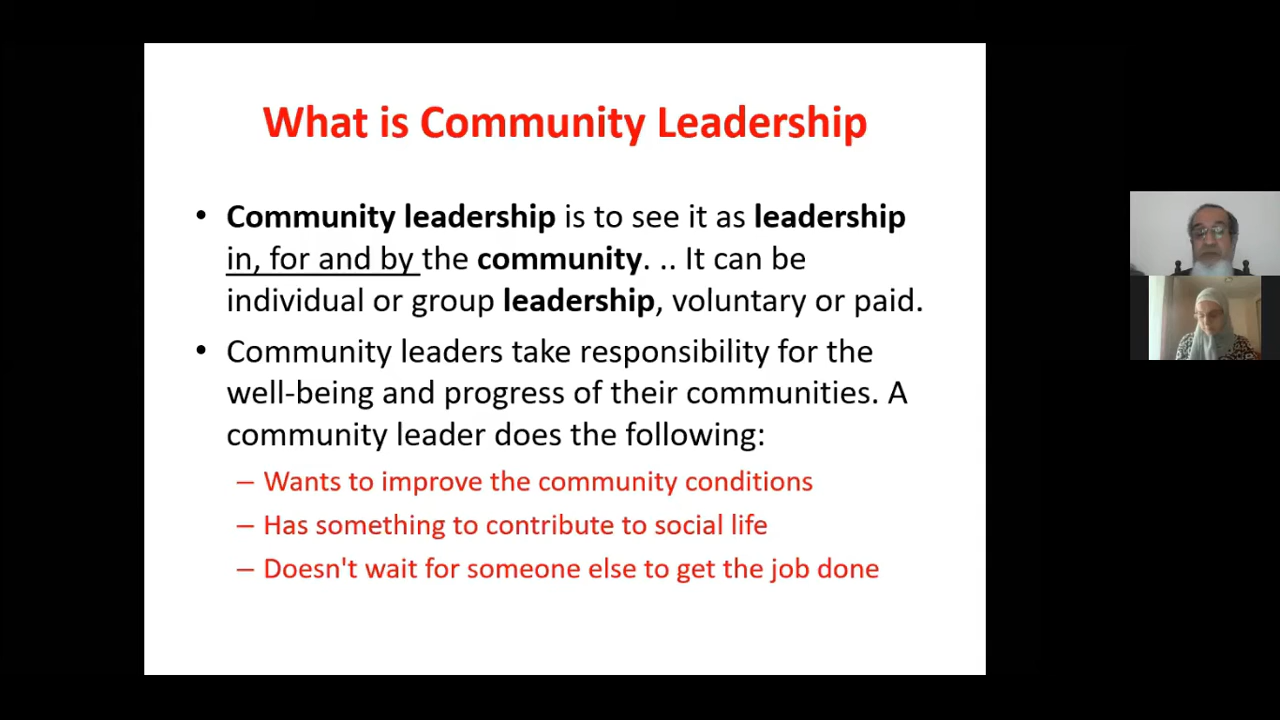 What is Community Leadership
• Community leadership is to see it as leadership
in, for and by the community. .. It can be
individual or group leadership, voluntary or paid.
• Community leaders take responsibility for the
well-being and progress of their communities. A
community leader does the following:
– Wants to improve the community conditions
– Has something to contribute to social life
– Doesn't wait for someone else to get the job done